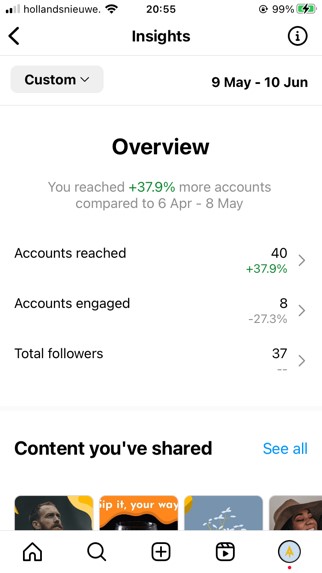 hollandsnieuwe. 20:55 99%
Insights
Custom 9 May - 10 Jun
Overview
You reached +37.9% more accounts
compared to 6 Apr - 8 May
Accounts reached 40
+37.9%
Accounts engaged 8
-27.3%
Total followers 37
--
Content you've shared See all
ip it, your way